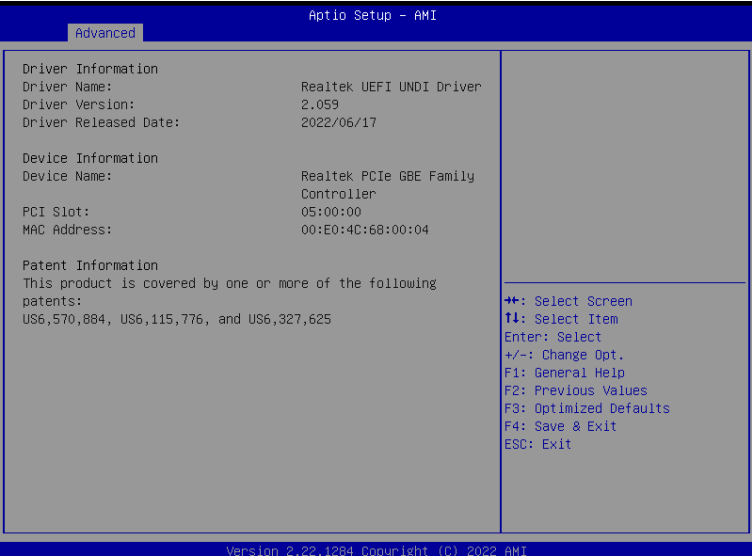 Aptio Setup – AMI
Advanced
Driver Information
Driver Name: Realtek UEFI UNDI Driver
Driver Version: 2.059
Driver Released Date: 2022/06/17
Device Information
Device Name: Realtek PCIe GBE Family
Controller
PCI Slot: 05:00:00
MAC Address: 00:E0:4C:68:00:04
Patent Information
This product is covered by one or more of the following
patents:
US6,570,884, US6,115,776, and US6,327,625
→←: Select Screen
↑↓: Select Item
Enter: Select
+/-: Change Opt.
F1: General Help
F2: Previous Values
F3: Optimized Defaults
F4: Save & Exit
ESC: Exit
Version 2.22.1284 Copyright (C) 2022 AMI